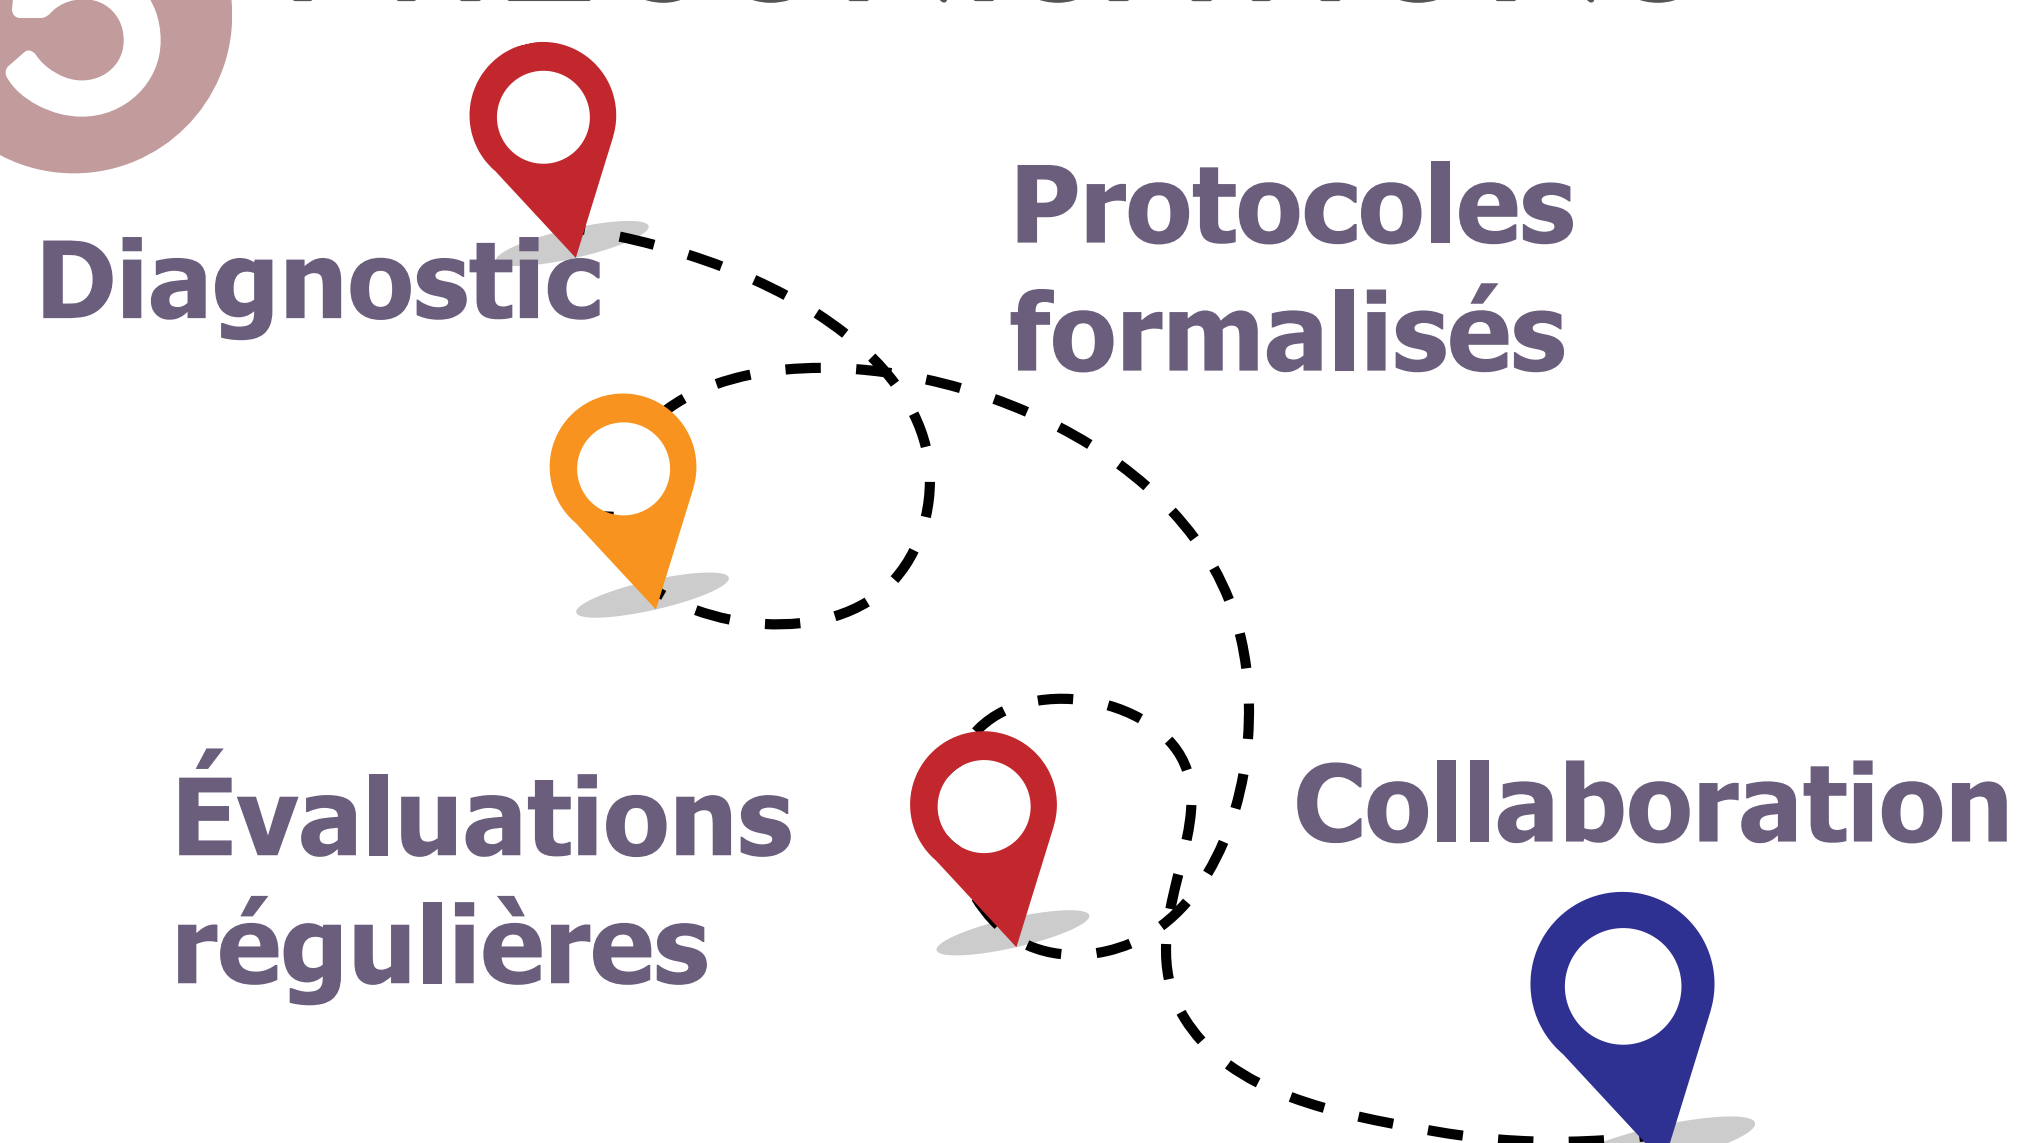 Diagnostic
Protocoles
formalisés
Évaluations
régulières
Collaboration